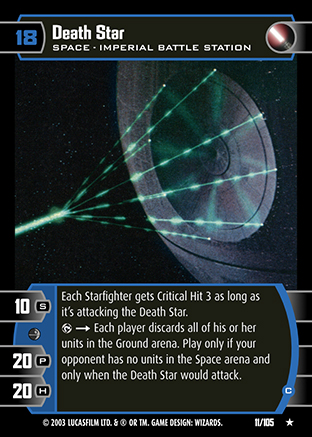 18
Death Star
SPACE - IMPERIAL BATTLE STATION
10 S
20 P
20 H
Each Starfighter gets Critical Hit 3 as long as
it's attacking the Death Star.
→ Each player discards all of his or her
units in the Ground arena. Play only if your
opponent has no units in the Space arena and
only when the Death Star would attack.
C
© 2003 LUCASFILM LTD. & ® OR TM. GAME DESIGN: WIZARDS.
11/105 ★